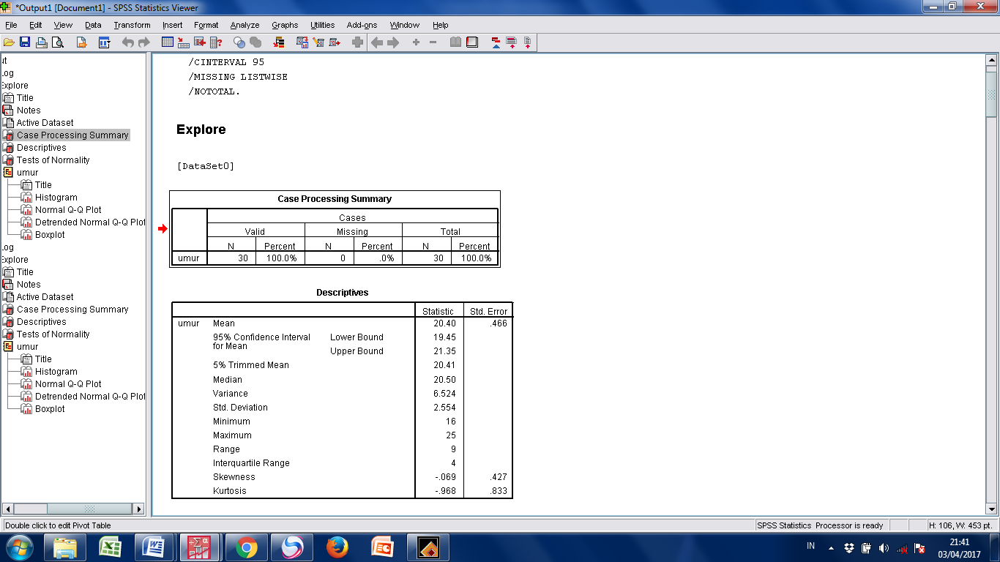 *Output1 [Document1] - SPSS Statistics Viewer
File Edit View Data Transform Insert Format Analyze Graphs Utilities Add-ons Window Help
ut
Log
Explore
Title
Notes
Active Dataset
Case Processing Summary
Descriptives
Tests of Normality
umur
Title
Histogram
Normal Q-Q Plot
Detrended Normal Q-Q Plot
Boxplot
Log
Explore
Title
Notes
Active Dataset
Case Processing Summary
Descriptives
Tests of Normality
umur
Title
Histogram
Normal Q-Q Plot
Detrended Normal Q-Q Plot
Boxplot
/CINTERVAL 95
/MISSING LISTWISE
/NOTOTAL.
Explore
[DataSet0]
Case Processing Summary
Cases
Valid Missing Total
N Percent N Percent N Percent
umur 30 100.0% 0 .0% 30 100.0%
Descriptives
Statistic Std. Error
umur Mean 20.40 .466
95% Confidence Interval for Mean Lower Bound 19.45
Upper Bound 21.35
5% Trimmed Mean 20.41
Median 20.50
Variance 6.524
Std. Deviation 2.554
Minimum 16
Maximum 25
Range 9
Interquartile Range 4
Skewness -.069 .427
Kurtosis -.968 .833
Double click to edit Pivot Table
SPSS Statistics Processor is ready
H: 106, W: 453 pt.
IN
21:41
03/04/2017